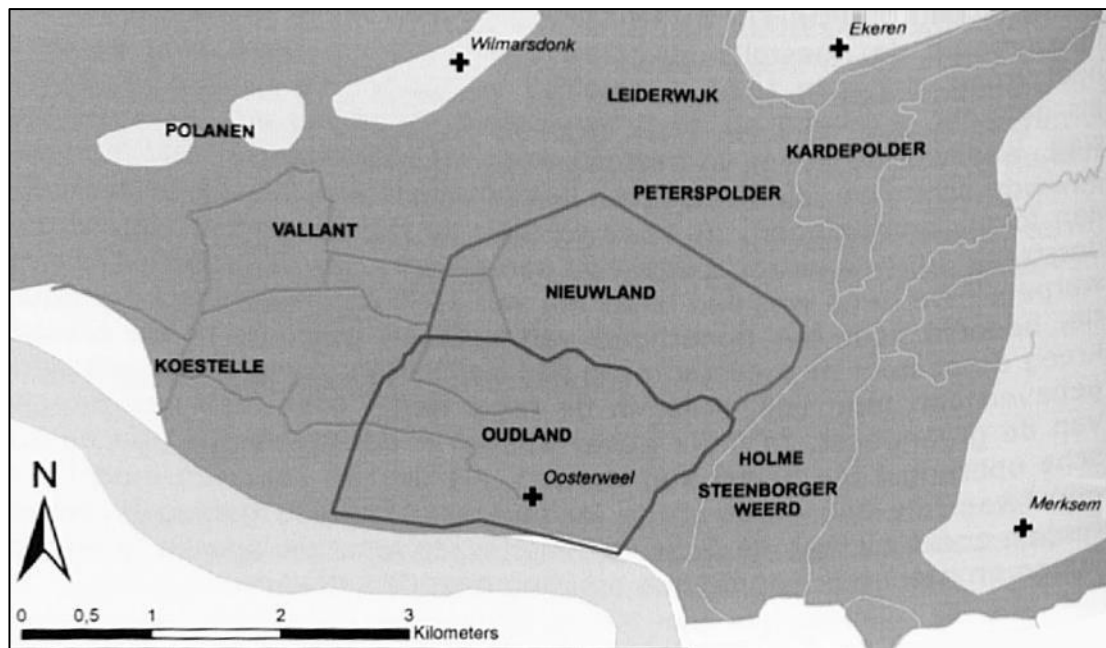 Ekeren
Wilmarsdonk
LEIDERWIJK
POLANEN
KARDEPOLDER
PETERSPOLDER
VALLANT
NIEUWLAND
KOESTELLE
OUDLAND
HOLME
Oosterweel
STEENBORGER
WEERD
Merksem
N
0 0,5 1 2 3
Kilometers